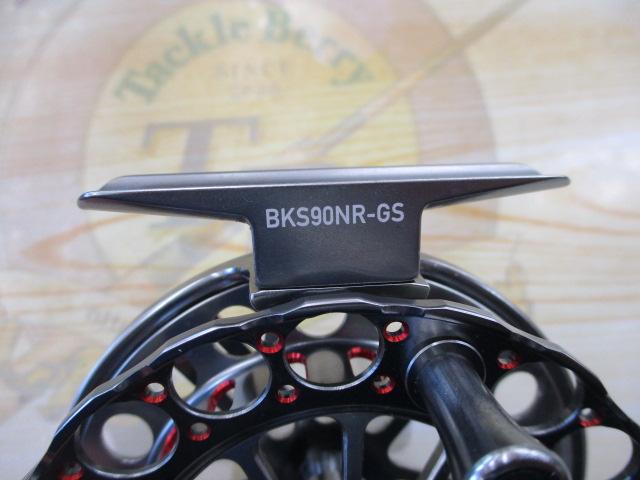 Tackle Berry
SINCE
T
BKS90NR-GS